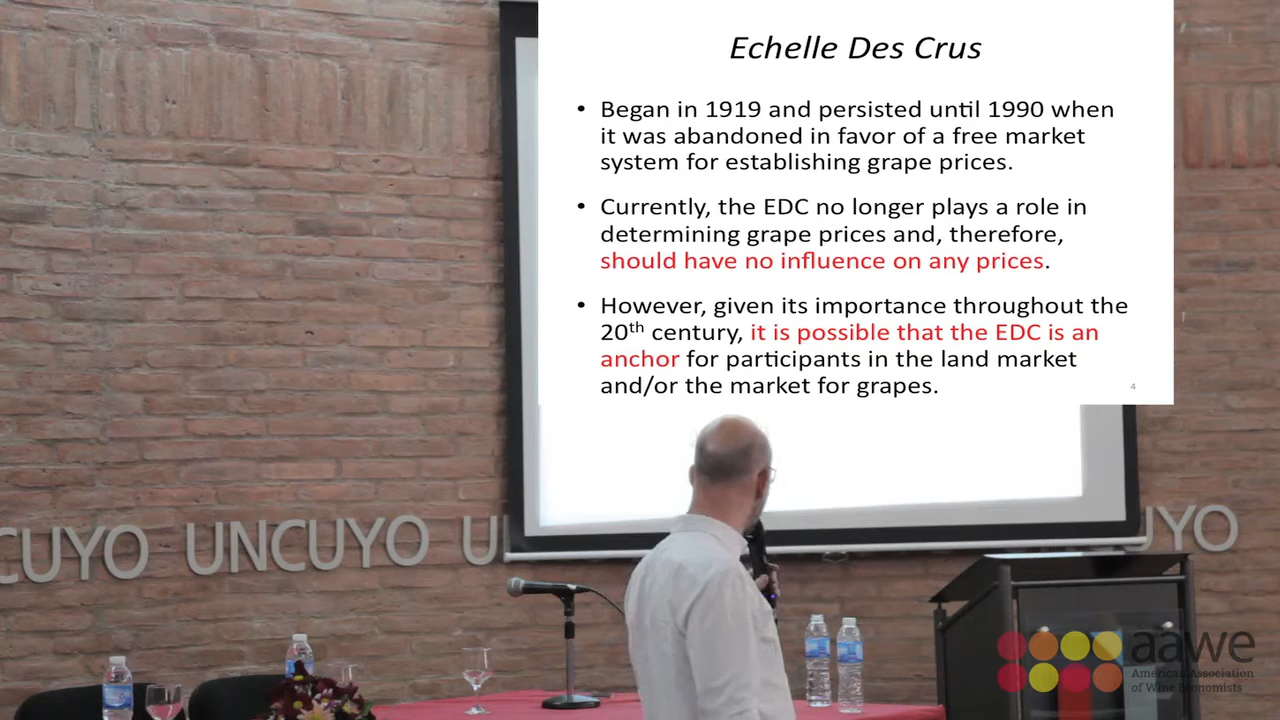 Echelle Des Crus
• Began in 1919 and persisted until 1990 when
it was abandoned in favor of a free market
system for establishing grape prices.
• Currently, the EDC no longer plays a role in
determining grape prices and, therefore,
should have no influence on any prices.
• However, given its importance throughout the
20th century, it is possible that the EDC is an
anchor for participants in the land market
and/or the market for grapes.
4
CUYO UNCUYO U JYO
aawe
American Association
of Wine Economists